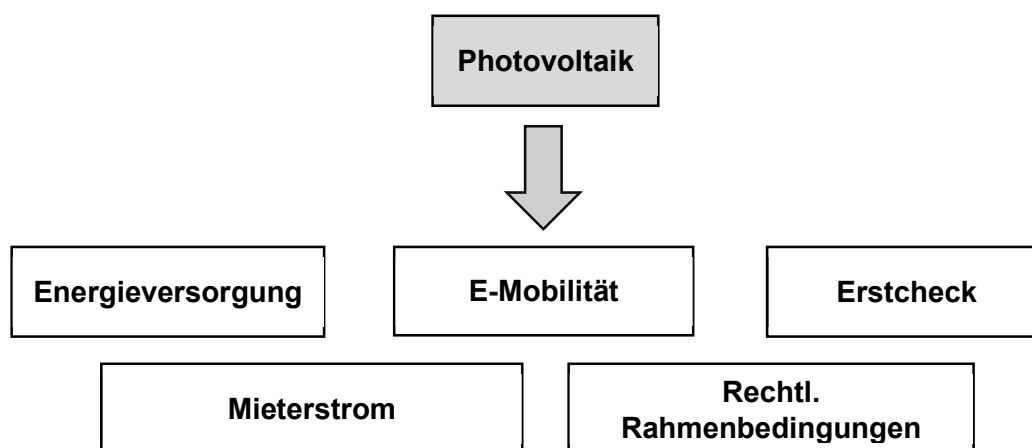 Photovoltaik
Energieversorgung
E-Mobilität
Erstcheck
Mieterstrom
Rechtl.
Rahmenbedingungen